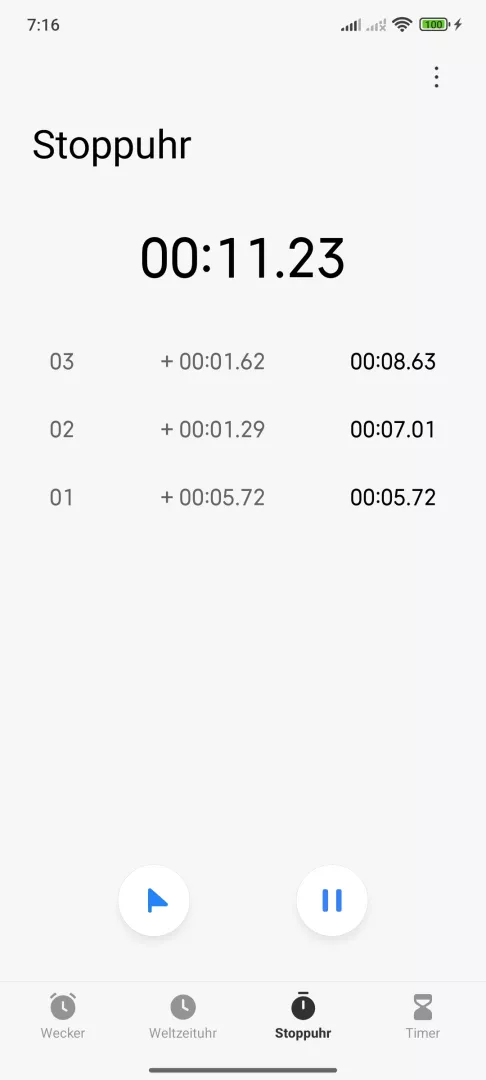 7:16
100
Stoppuhr
00:11.23
03 + 00:01.62 00:08.63
02 + 00:01.29 00:07.01
01 + 00:05.72 00:05.72
Wecker Weltzeituhr Stoppuhr Timer